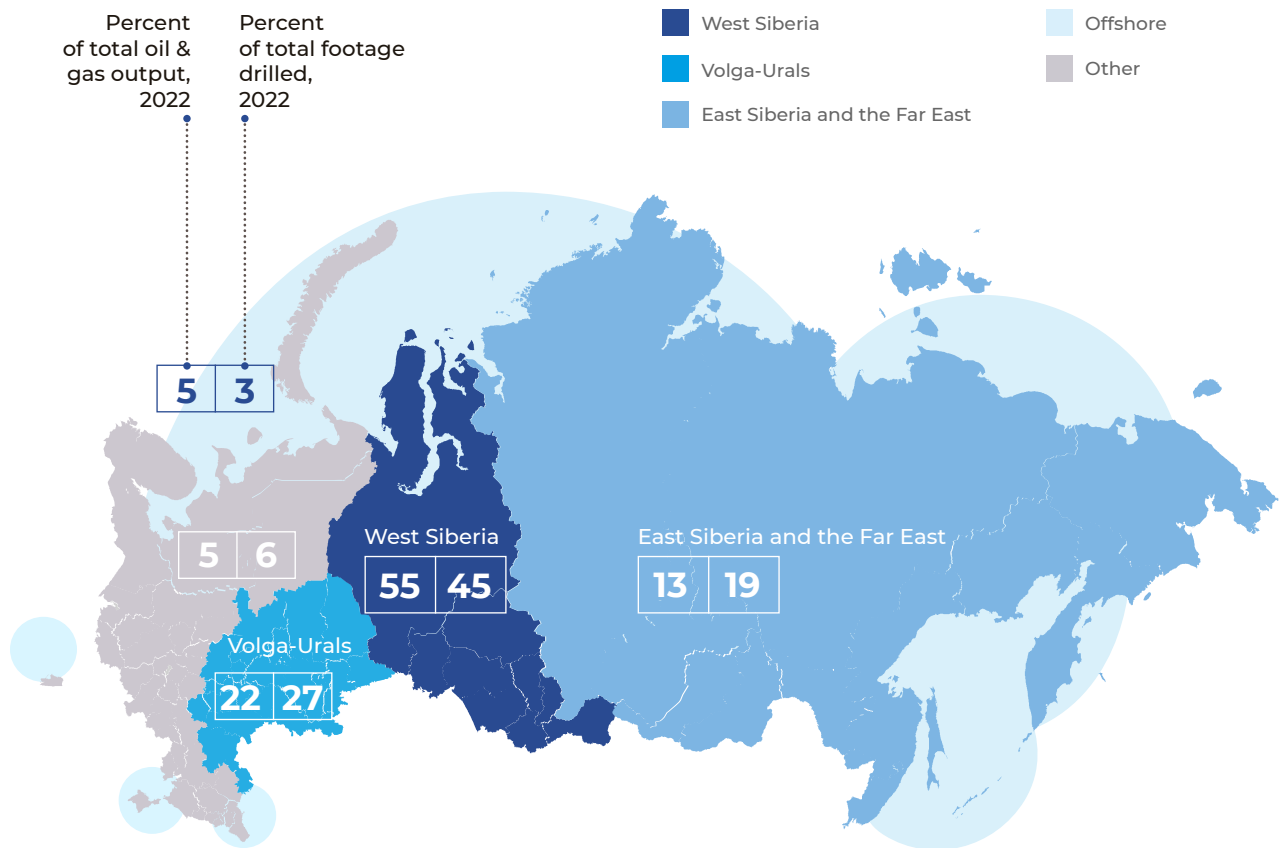 Percent
of total oil &
gas output,
2022
Percent
of total footage
drilled,
2022
West Siberia
Volga-Urals
East Siberia and the Far East
Offshore
Other
5 3
5 6
West Siberia
55 45
East Siberia and the Far East
13 19
Volga-Urals
22 27